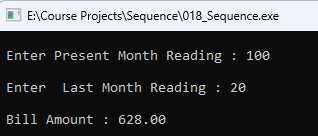 E:\Course Projects\Sequence\018_Sequence.exe
Enter Present Month Reading : 100
Enter  Last Month Reading : 20
Bill Amount : 628.00